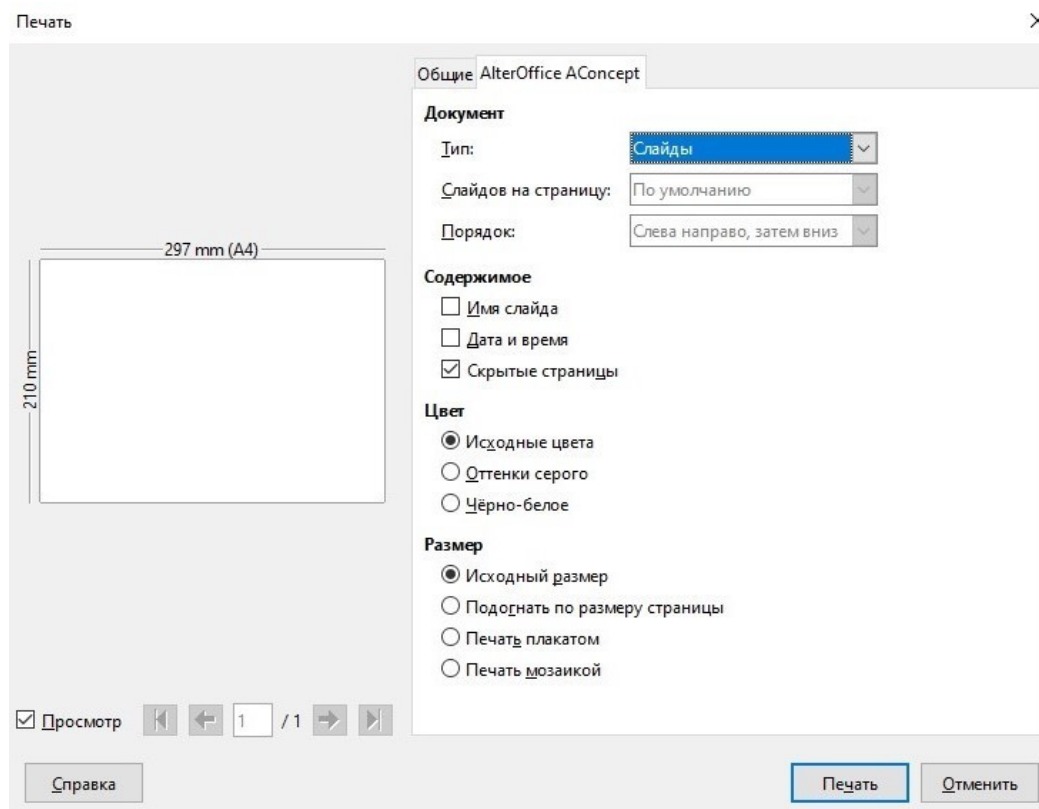 Печать
Общие AlterOffice AConcept
Документ
Тип: Слайды
Слайдов на страницу: По умолчанию
Порядок: Слева направо, затем вниз
297 mm (A4)
210 mm
Содержимое
Имя слайда
Дата и время
Скрытые страницы
Цвет
Исходные цвета
Оттенки серого
Чёрно-белое
Размер
Исходный размер
Подогнать по размеру страницы
Печать плакатом
Печать мозаикой
Просмотр 1 / 1
Справка Печать Отменить